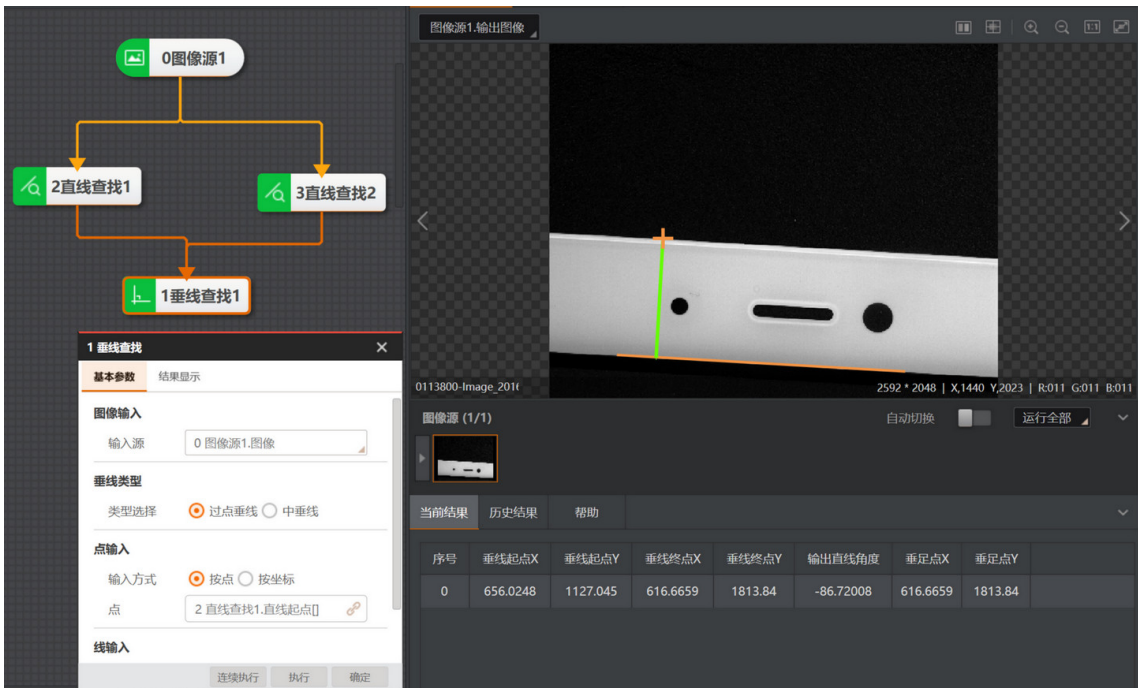 0图像源1
2直线查找1
3直线查找2
1垂线查找1
1 垂线查找
基本参数 结果显示
图像输入
输入源 0 图像源1.图像
垂线类型
类型选择 过点垂线 中垂线
点输入
输入方式 按点 按坐标
点 2 直线查找1.直线起点[]
线输入
连续执行 执行 确定
图像源1.输出图像
1:1
0113800-Image_201
2592 * 2048 | X,1440 Y,2023 | R:011 G:011 B:011
图像源 (1/1) 自动切换 运行全部
当前结果 历史结果 帮助
序号 垂线起点X 垂线起点Y 垂线终点X 垂线终点Y 输出直线角度 垂足点X 垂足点Y
0 656.0248 1127.045 616.6659 1813.84 -86.72008 616.6659 1813.84